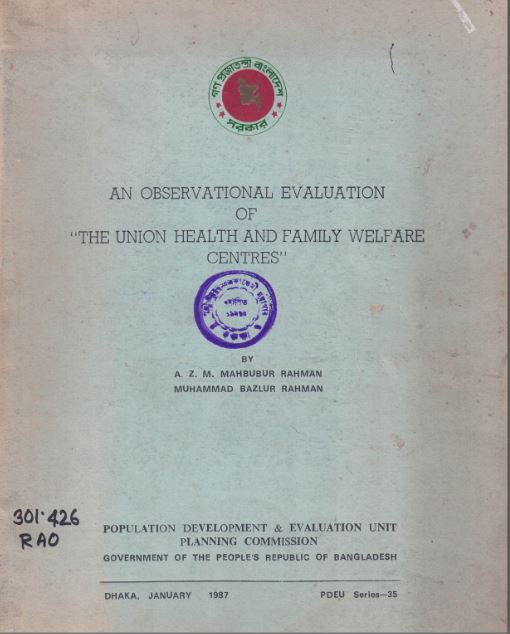 গণ প্রজাতন্ত্রী বাংলাদেশ
সরকার
AN OBSERVATIONAL EVALUATION
OF
"THE UNION HEALTH AND FAMILY WELFARE
CENTRES"
স্থাপিত
BY
A. Z. M. MAHBUBUR RAHMAN
MUHAMMAD BAZLUR RAHMAN
301.426
RAO
POPULATION DEVELOPMENT & EVALUATION UNIT
PLANNING COMMISSION
GOVERNMENT OF THE PEOPLE'S REPUBLIC OF BANGLADESH
DHAKA, JANUARY 1987 PDEU Series—35